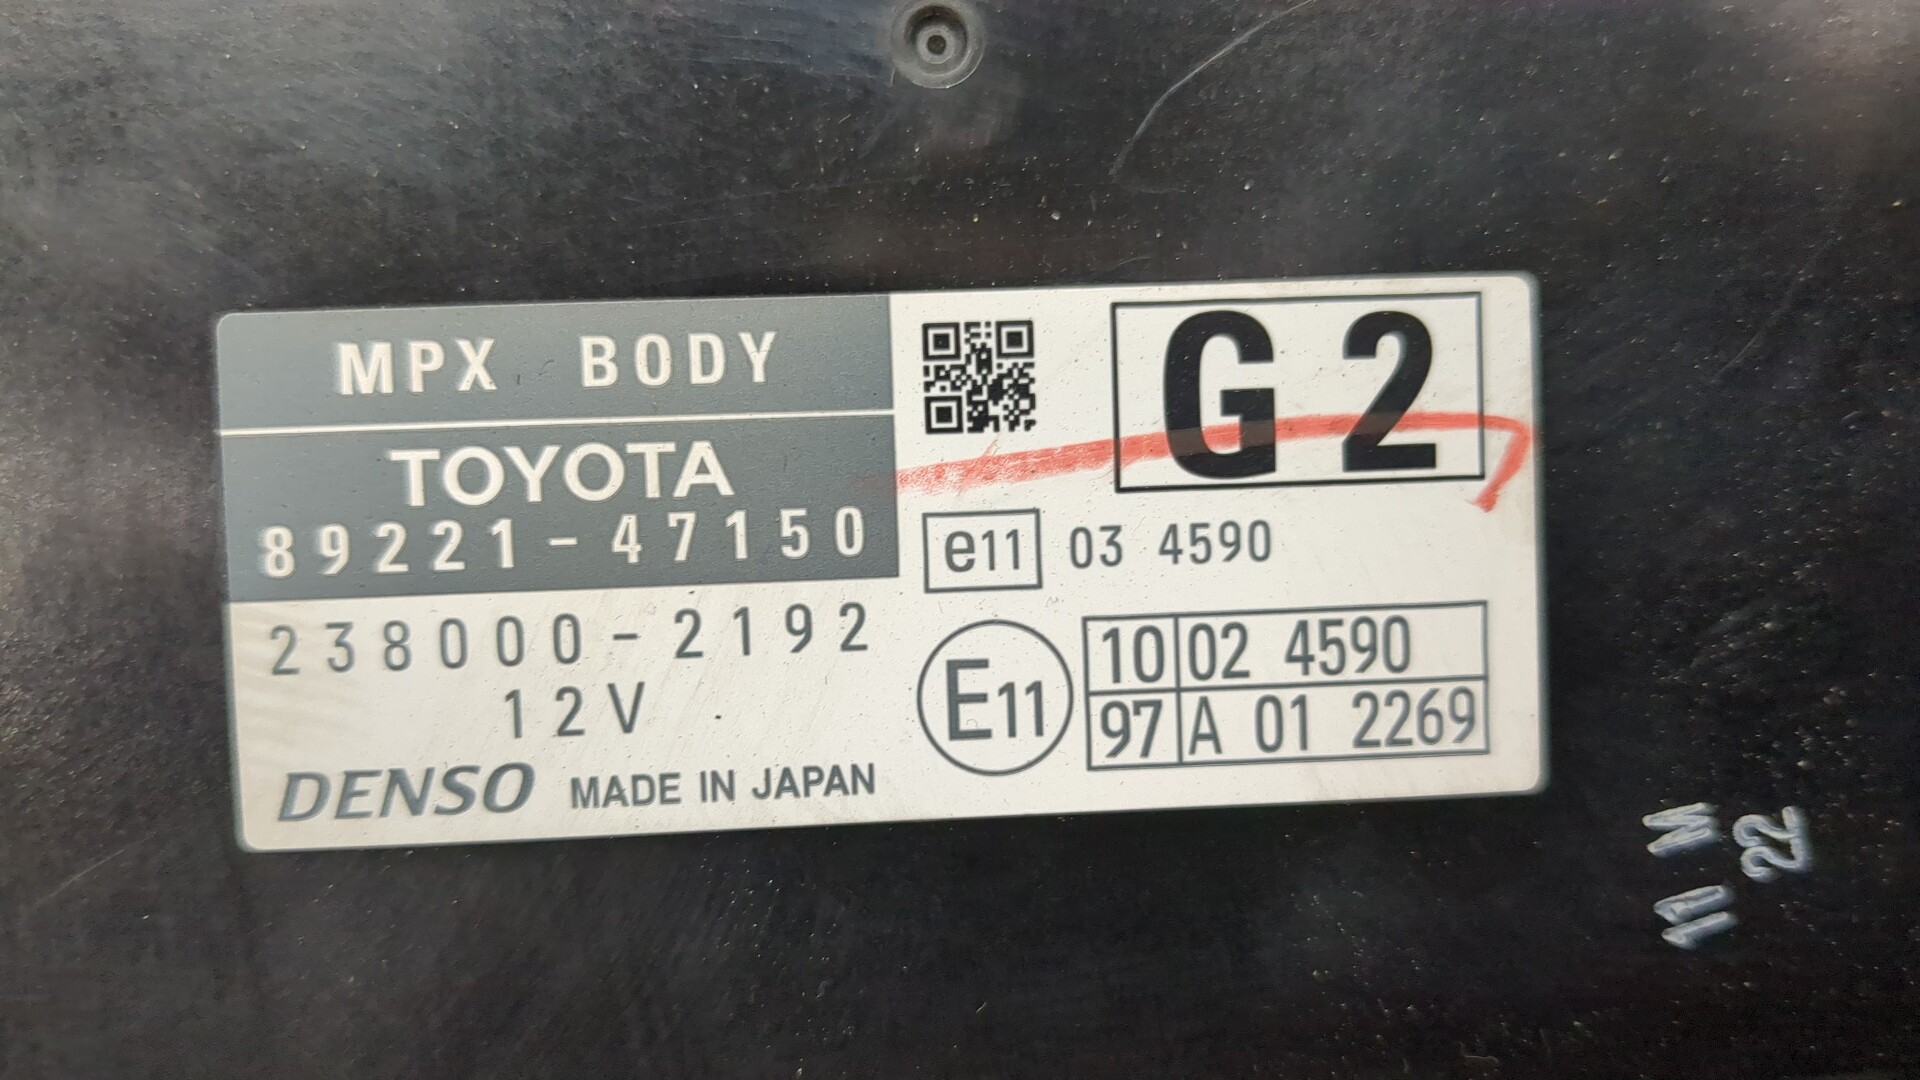 MPX BODY
TOYOTA
89221-47150
238000-2192
12V
DENSO MADE IN JAPAN
G2
e11 03 4590
E11
10 02 4590
97 A 01 2269